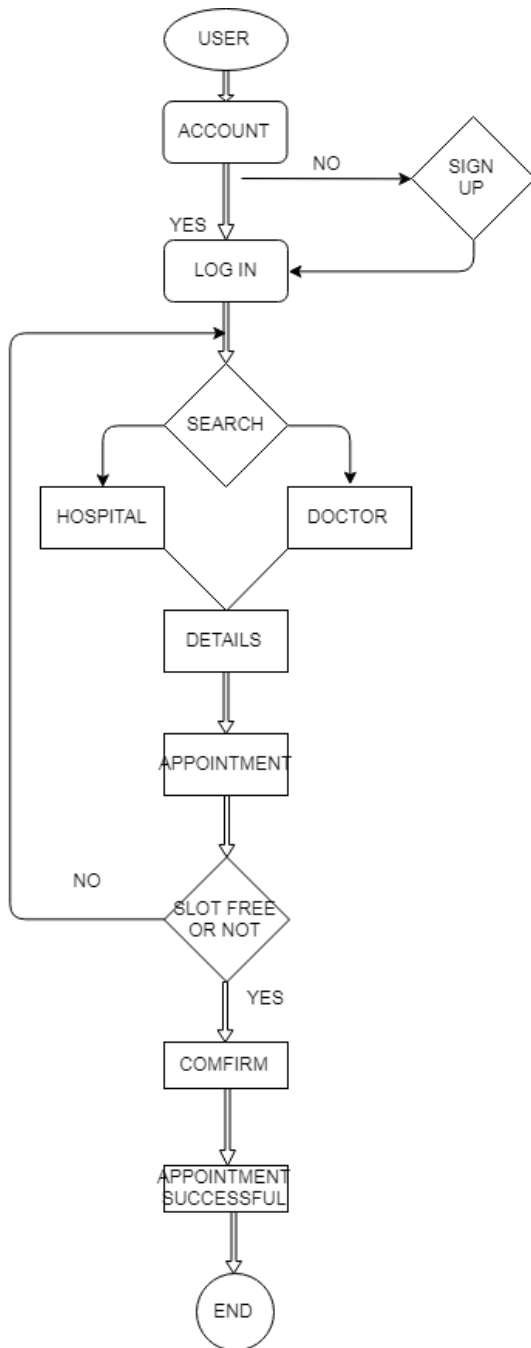 USER
ACCOUNT
NO
SIGN
UP
YES
LOG IN
SEARCH
HOSPITAL
DOCTOR
DETAILS
APPOINTMENT
NO
SLOT FREE
OR NOT
YES
COMFIRM
APPOINTMENT
SUCCESSFUL
END